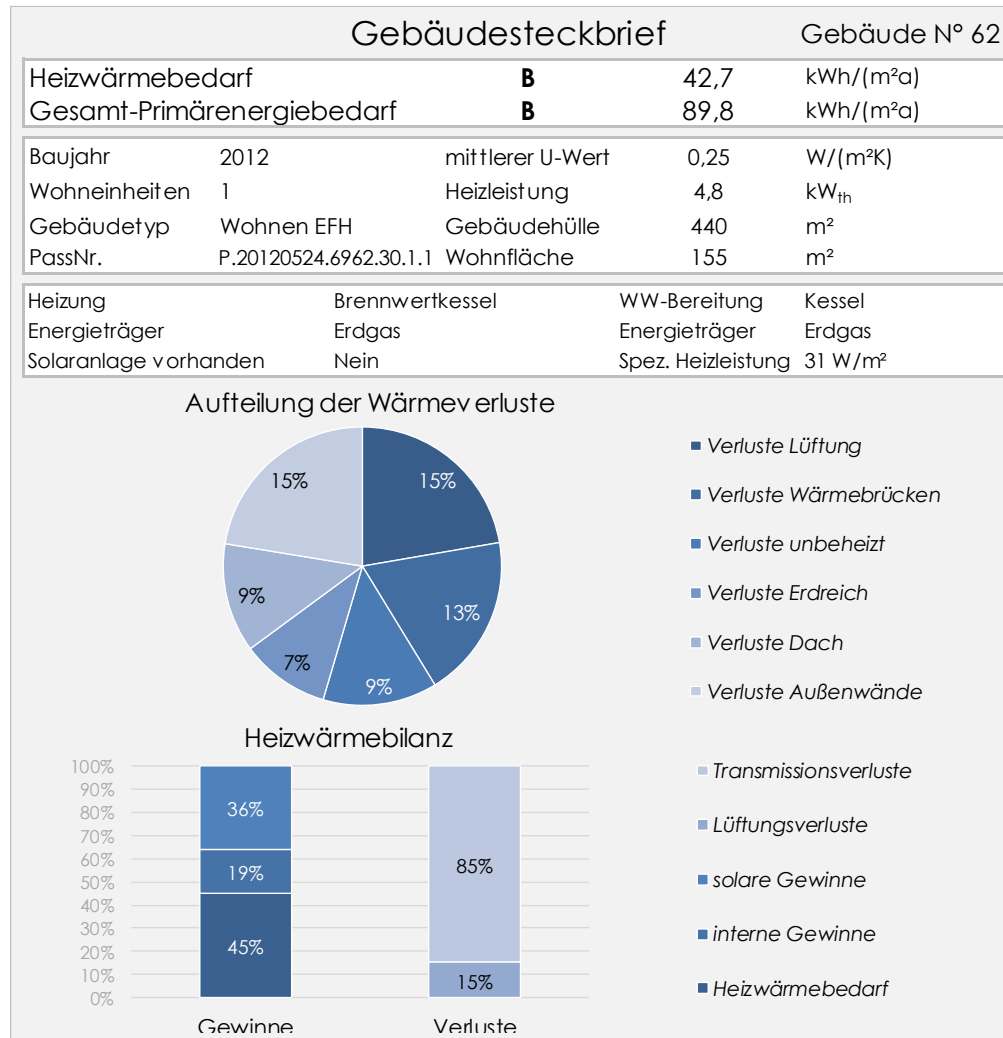 Gebäudesteckbrief Gebäude N° 62
Heizwärmebedarf B 42,7 kWh/(m²a)
Gesamt-Primärenergiebedarf B 89,8 kWh/(m²a)
Baujahr 2012 mittlerer U-Wert 0,25 W/(m²K)
Wohneinheiten 1 Heizleistung 4,8 kWth
Gebäudetyp Wohnen EFH Gebäudehülle 440 m²
PassNr. P.20120524.6962.30.1.1 Wohnfläche 155 m²
Heizung Brennwertkessel WW-Bereitung Kessel
Energieträger Erdgas Energieträger Erdgas
Solaranlage vorhanden Nein Spez. Heizleistung 31 W/m²
Aufteilung der Wärmeverluste
15%
13%
9%
7%
9%
15%
Verluste Lüftung
Verluste Wärmebrücken
Verluste unbeheizt
Verluste Erdreich
Verluste Dach
Verluste Außenwände
Heizwärmebilanz
100%
90%
80%
70%
60%
50%
40%
30%
20%
10%
0%
36%
19%
45%
85%
15%
Gewinne Verluste
Transmissionsverluste
Lüftungsverluste
solare Gewinne
interne Gewinne
Heizwärmebedarf